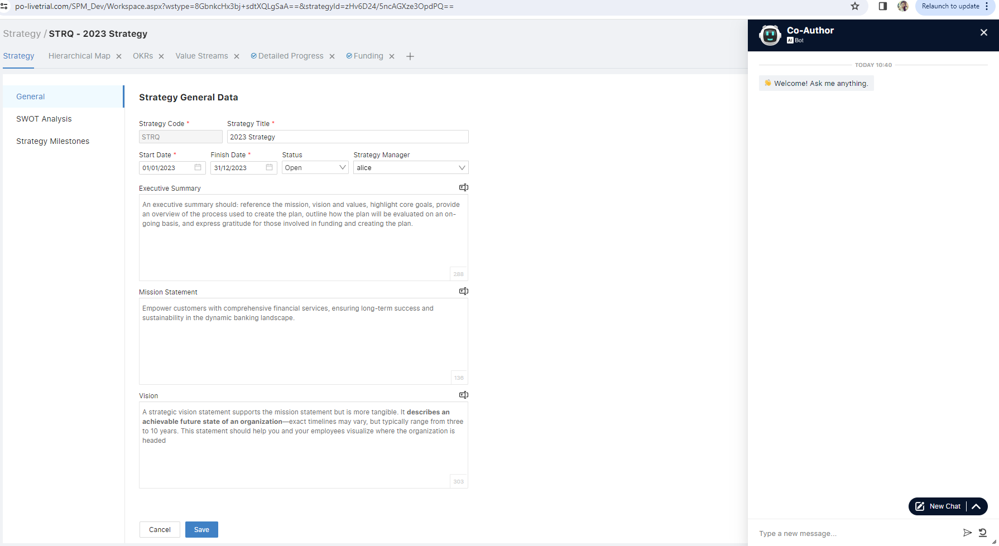 po-livetrial.com/SPM_Dev/Workspace.aspx?wstype=8GbnkcHx3bj+sdtXQLgSaA==&strategyId=zHv6D24/5ncAGXze3OpdPQ==
Relaunch to update
Strategy / STRQ - 2023 Strategy
Strategy Hierarchical Map OKRs Value Streams Detailed Progress Funding
General
SWOT Analysis
Strategy Milestones
Strategy General Data
Strategy Code * Strategy Title *
STRQ 2023 Strategy
Start Date * Finish Date * Status Strategy Manager
01/01/2023 31/12/2023 Open alice
Executive Summary
An executive summary should: reference the mission, vision and values, highlight core goals, provide
an overview of the process used to create the plan, outline how the plan will be evaluated on an on-
going basis, and express gratitude for those involved in funding and creating the plan.
288
Mission Statement
Empower customers with comprehensive financial services, ensuring long-term success and
sustainability in the dynamic banking landscape.
136
Vision
A strategic vision statement supports the mission statement but is more tangible. It describes an
achievable future state of an organization—exact timelines may vary, but typically range from three
to 10 years. This statement should help you and your employees visualize where the organization is
headed
303
Cancel Save
Co-Author
AI Bot
TODAY 10:40
👋 Welcome! Ask me anything.
New Chat
Type a new message...